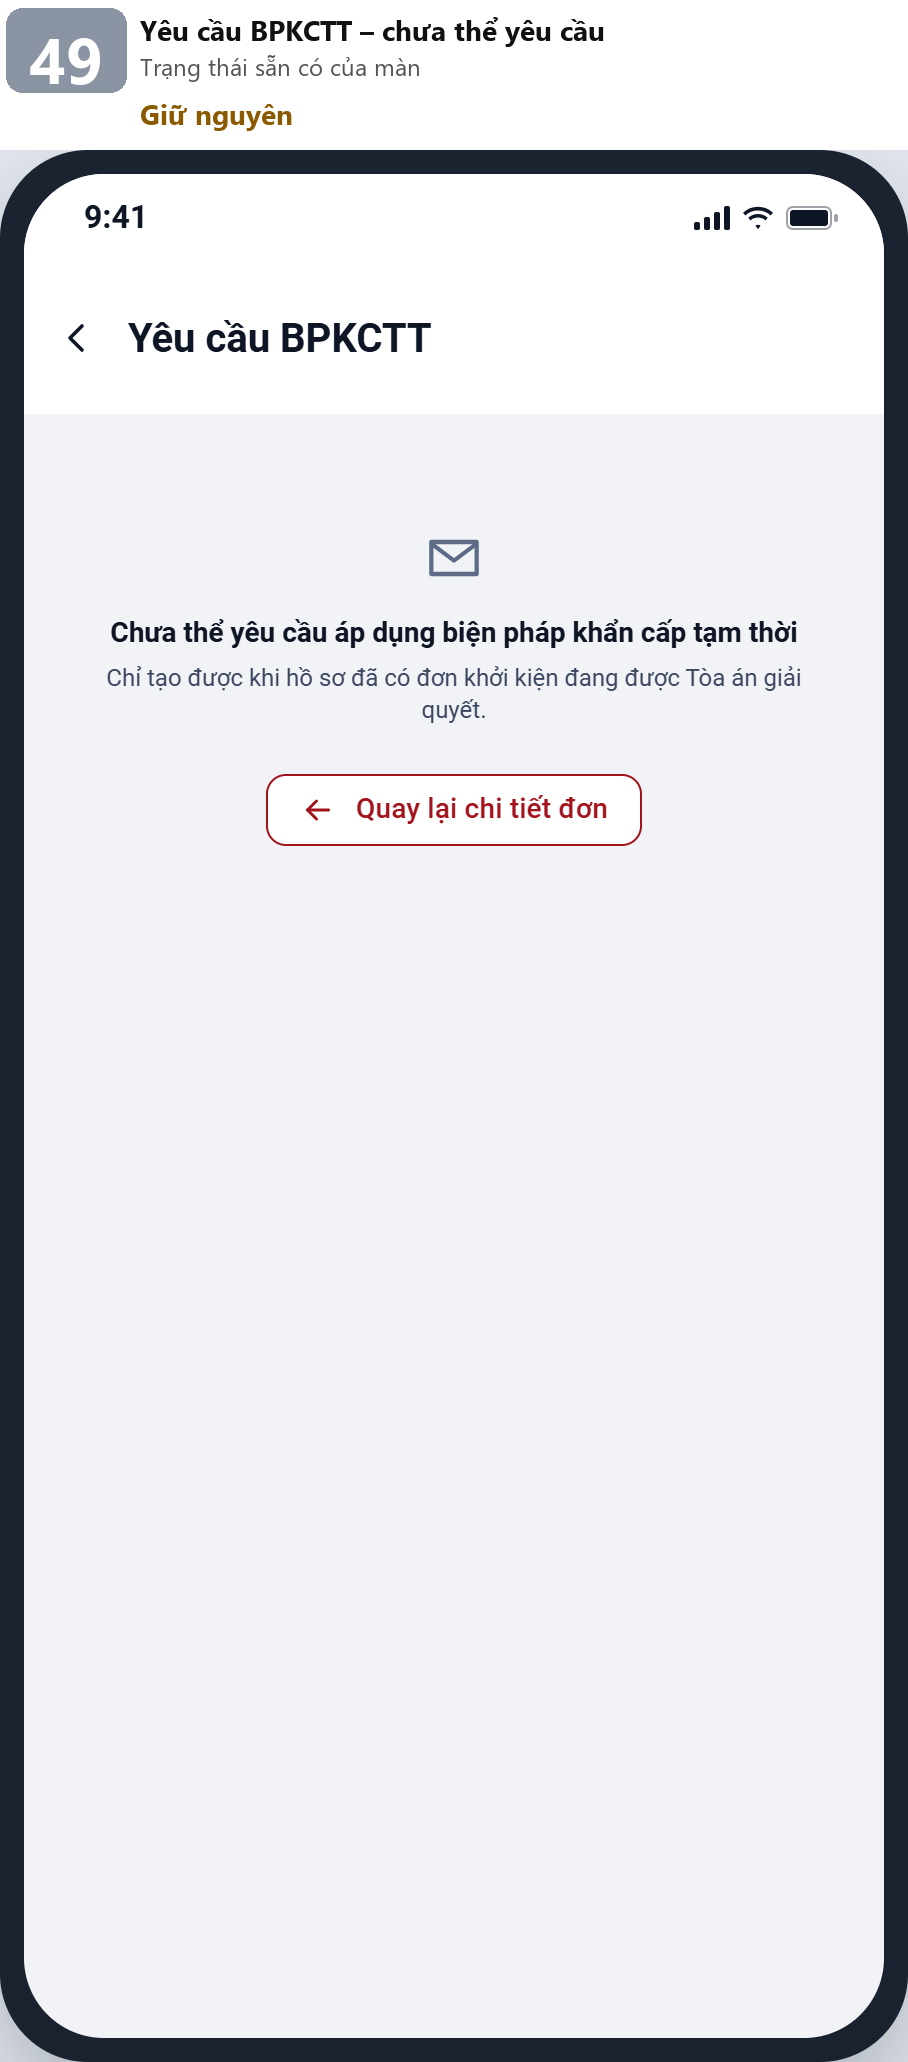 49
Yêu cầu BPKCTT – chưa thể yêu cầu
Trạng thái sẵn có của màn
Giữ nguyên
9:41
Yêu cầu BPKCTT
Chưa thể yêu cầu áp dụng biện pháp khẩn cấp tạm thời
Chỉ tạo được khi hồ sơ đã có đơn khởi kiện đang được Tòa án giải
quyết.
Quay lại chi tiết đơn